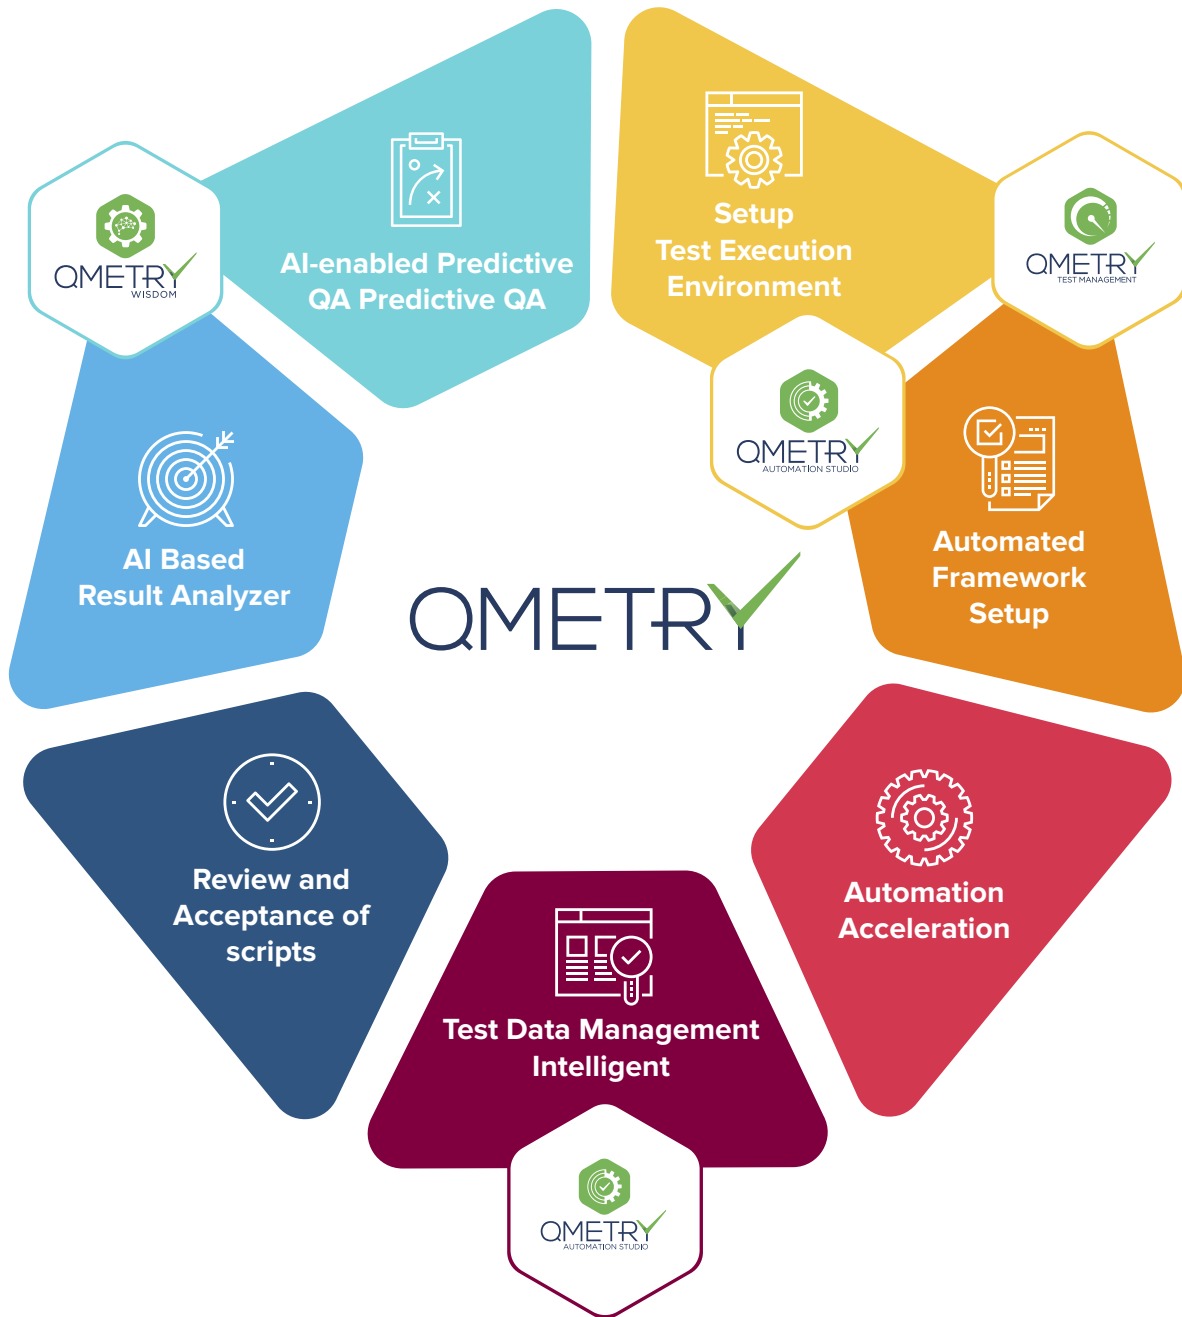 AI-enabled Predictive
QA Predictive QA
QMETRY
WISDOM
Setup
Test Execution
Environment
QMETRY
TEST MANAGEMENT
QMETRY
AUTOMATION STUDIO
Automated
Framework
Setup
AI Based
Result Analyzer
QMETRY
Automation
Acceleration
Review and
Acceptance of
scripts
Test Data Management
Intelligent
QMETRY
AUTOMATION STUDIO